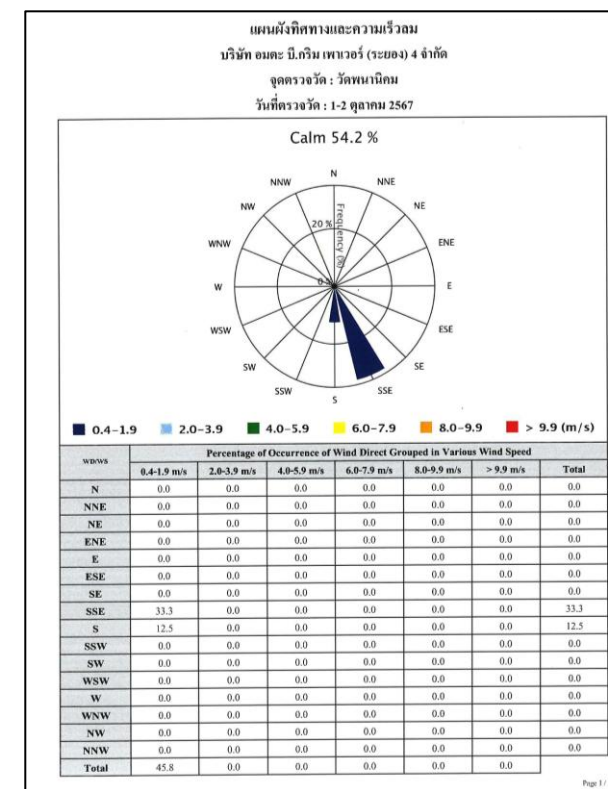 แผนผังทิศทางและความเร็วลม
บริษัท อมตะ บี.กริม เพาเวอร์ (ระยอง) 4 จำกัด
จุดตรวจวัด : วัดพนานิคม
วันที่ตรวจวัด : 1-2 ตุลาคม 2567
Calm 54.2 %
N
NNW
NNE
NW
NE
20 %
Frequency (%)
WNW
ENE
0 %
W
E
WSW
ESE
SW
SE
SSW
SSE
S
0.4-1.9 2.0-3.9 4.0-5.9 6.0-7.9 8.0-9.9 > 9.9 (m/s)
WD/WS Percentage of Occurrence of Wind Direct Grouped in Various Wind Speed
0.4-1.9 m/s 2.0-3.9 m/s 4.0-5.9 m/s 6.0-7.9 m/s 8.0-9.9 m/s > 9.9 m/s Total
N 0.0 0.0 0.0 0.0 0.0 0.0 0.0
NNE 0.0 0.0 0.0 0.0 0.0 0.0 0.0
NE 0.0 0.0 0.0 0.0 0.0 0.0 0.0
ENE 0.0 0.0 0.0 0.0 0.0 0.0 0.0
E 0.0 0.0 0.0 0.0 0.0 0.0 0.0
ESE 0.0 0.0 0.0 0.0 0.0 0.0 0.0
SE 0.0 0.0 0.0 0.0 0.0 0.0 0.0
SSE 33.3 0.0 0.0 0.0 0.0 0.0 33.3
S 12.5 0.0 0.0 0.0 0.0 0.0 12.5
SSW 0.0 0.0 0.0 0.0 0.0 0.0 0.0
SW 0.0 0.0 0.0 0.0 0.0 0.0 0.0
WSW 0.0 0.0 0.0 0.0 0.0 0.0 0.0
W 0.0 0.0 0.0 0.0 0.0 0.0 0.0
WNW 0.0 0.0 0.0 0.0 0.0 0.0 0.0
NW 0.0 0.0 0.0 0.0 0.0 0.0 0.0
NNW 0.0 0.0 0.0 0.0 0.0 0.0 0.0
Total 45.8 0.0 0.0 0.0 0.0 0.0
Page 1 /